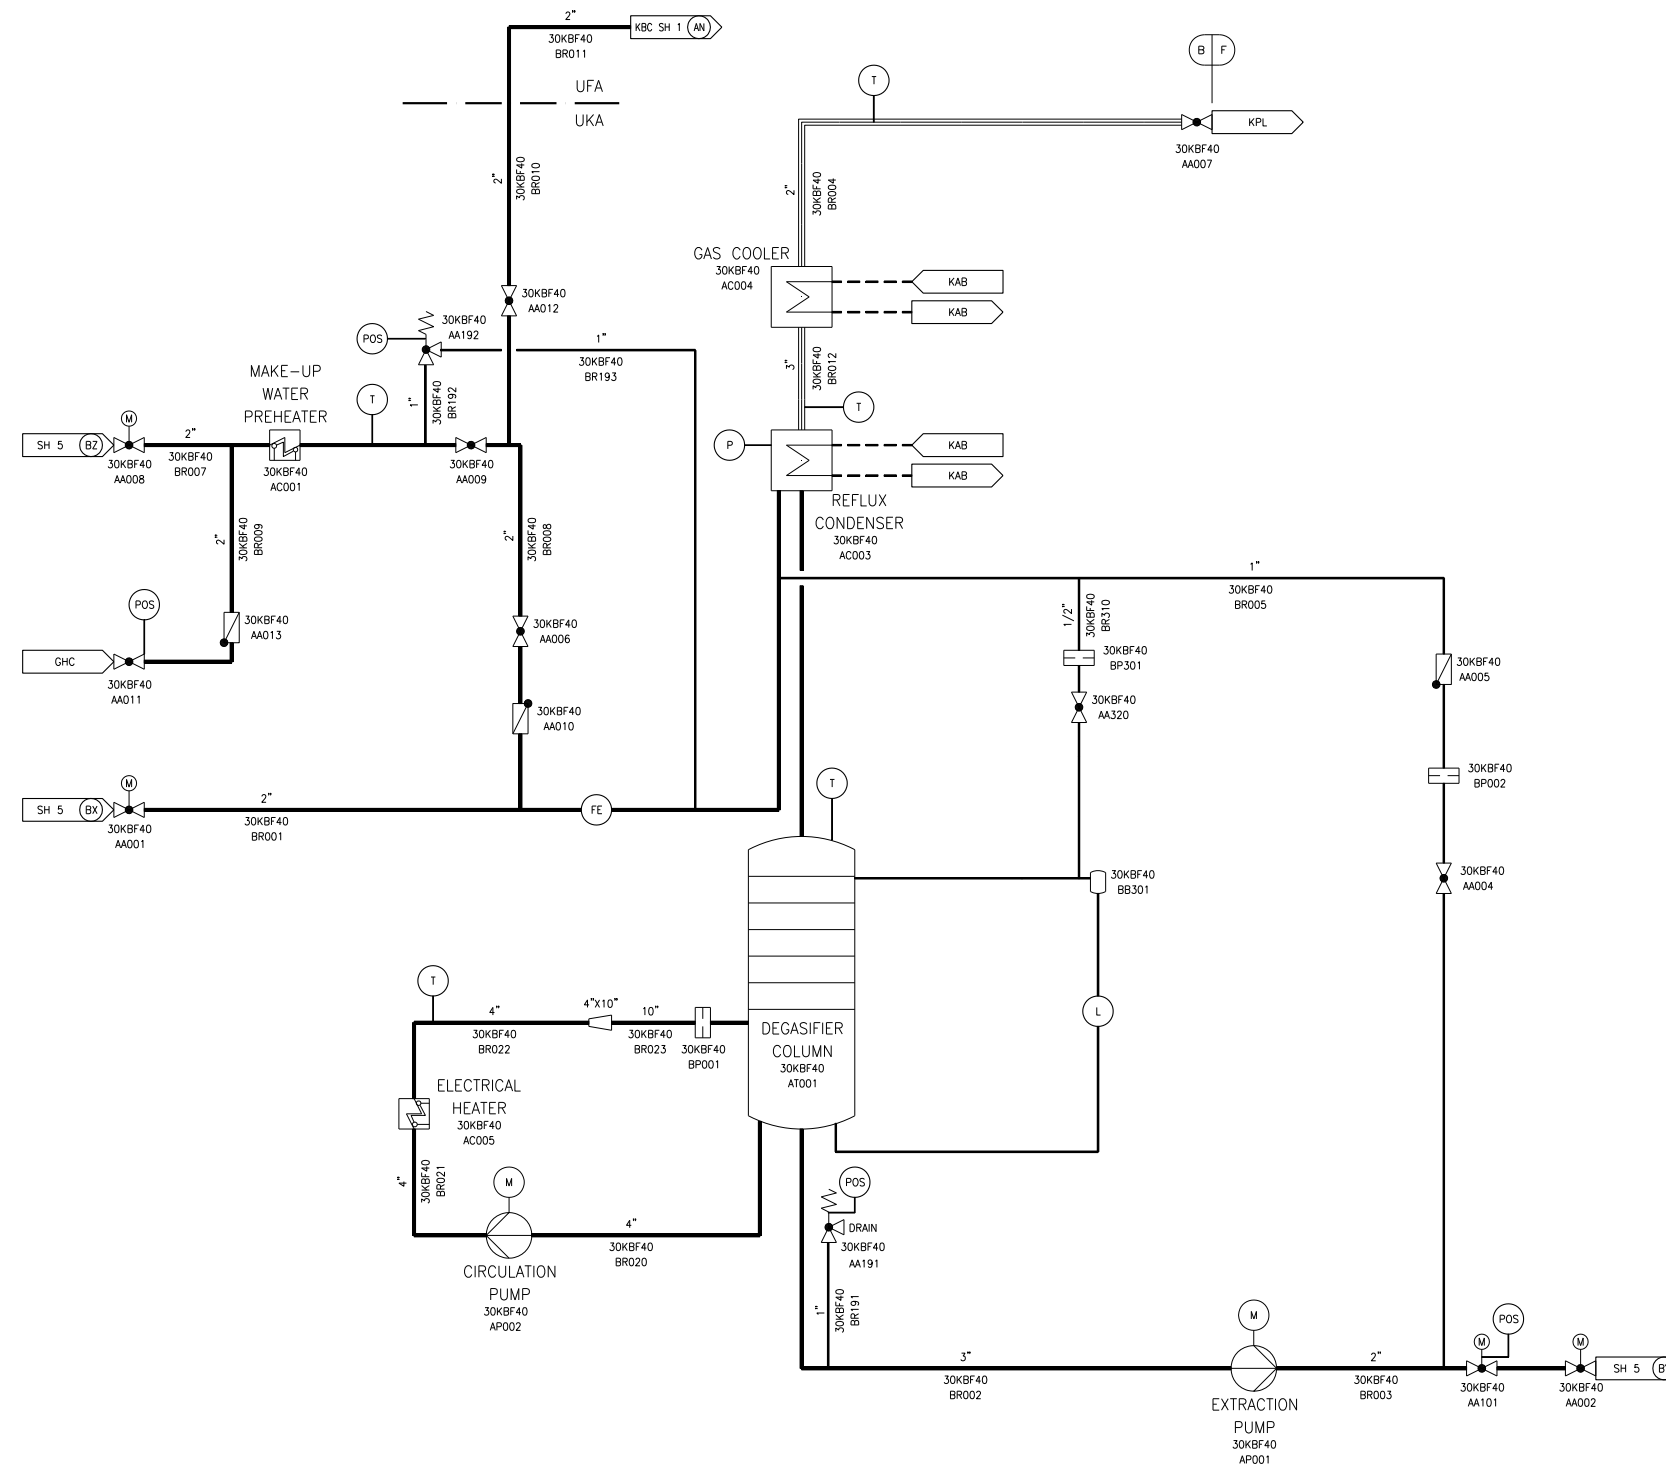 2"
30KBF40
BR011
KBC SH 1 AN
UFA
UKA
B F
T
KPL
30KBF40
AA007
2"
30KBF40
BR010
2"
30KBF40
BR004
GAS COOLER
30KBF40
AC004
KAB
KAB
30KBF40
AA012
30KBF40
AA192
POS
1"
30KBF40
BR193
3"
30KBF40
BR012
MAKE-UP
WATER
PREHEATER
T
1"
30KBF40
BR192
T
M
SH 5 BZ
2"
30KBF40
BR007
30KBF40
AA008
30KBF40
AC001
30KBF40
AA009
P
KAB
KAB
REFLUX
CONDENSER
30KBF40
AC003
2"
30KBF40
BR009
2"
30KBF40
BR008
1"
30KBF40
BR005
1/2"
30KBF40
BR310
POS
30KBF40
AA013
30KBF40
AA006
GHC
30KBF40
AA011
30KBF40
BP301
30KBF40
AA005
30KBF40
AA320
30KBF40
AA010
30KBF40
BP002
M
SH 5 BX
30KBF40
AA001
2"
30KBF40
BR001
FE
T
30KBF40
BB301
30KBF40
AA004
T
4"
30KBF40
BR022
4"X10"
10"
30KBF40
BR023
30KBF40
BP001
DEGASIFIER
COLUMN
30KBF40
AT001
L
ELECTRICAL
HEATER
30KBF40
AC005
4"
30KBF40
BR021
M
4"
30KBF40
BR020
CIRCULATION
PUMP
30KBF40
AP002
POS
DRAIN
30KBF40
AA191
1"
30KBF40
BR191
3"
30KBF40
BR002
M
EXTRACTION
PUMP
30KBF40
AP001
2"
30KBF40
BR003
POS
M
30KBF40
AA101
M
30KBF40
AA002
SH 5